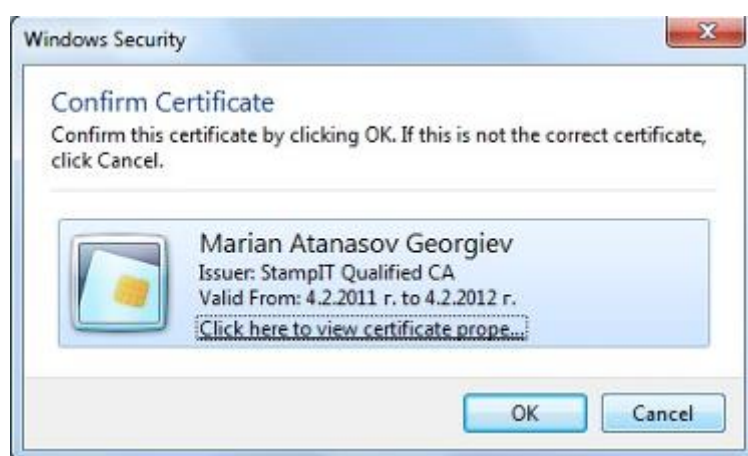 Windows Security
Confirm Certificate
Confirm this certificate by clicking OK. If this is not the correct certificate,
click Cancel.
Marian Atanasov Georgiev
Issuer: StampIT Qualified CA
Valid From: 4.2.2011 г. to 4.2.2012 г.
Click here to view certificate prope...
OK Cancel